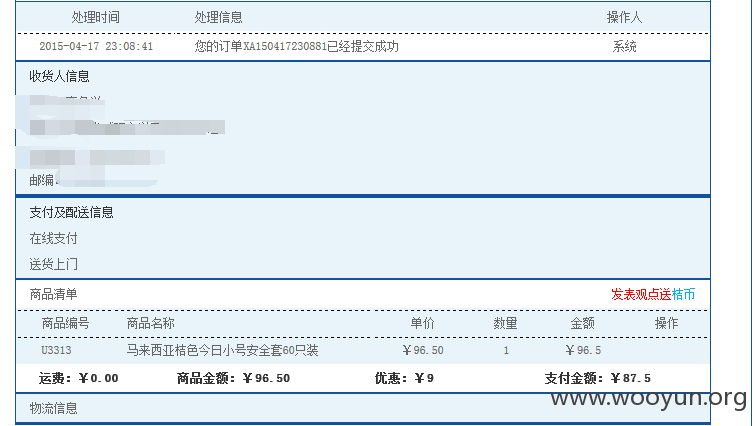 处理时间 处理信息 操作人
2015-04-17 23:08:41 您的订单XA150417230881已经提交成功 系统
收货人信息
邮编:
支付及配送信息
在线支付
送货上门
商品清单 发表观点送桔币
商品编号 商品名称 单价 数量 金额 操作
U3313 马来西亚桔色今日小号安全套60只装 ￥96.50 1 ￥96.5
运费：￥0.00 商品金额：￥96.50 优惠：￥9 支付金额：￥87.5
www.wooyun.org
物流信息